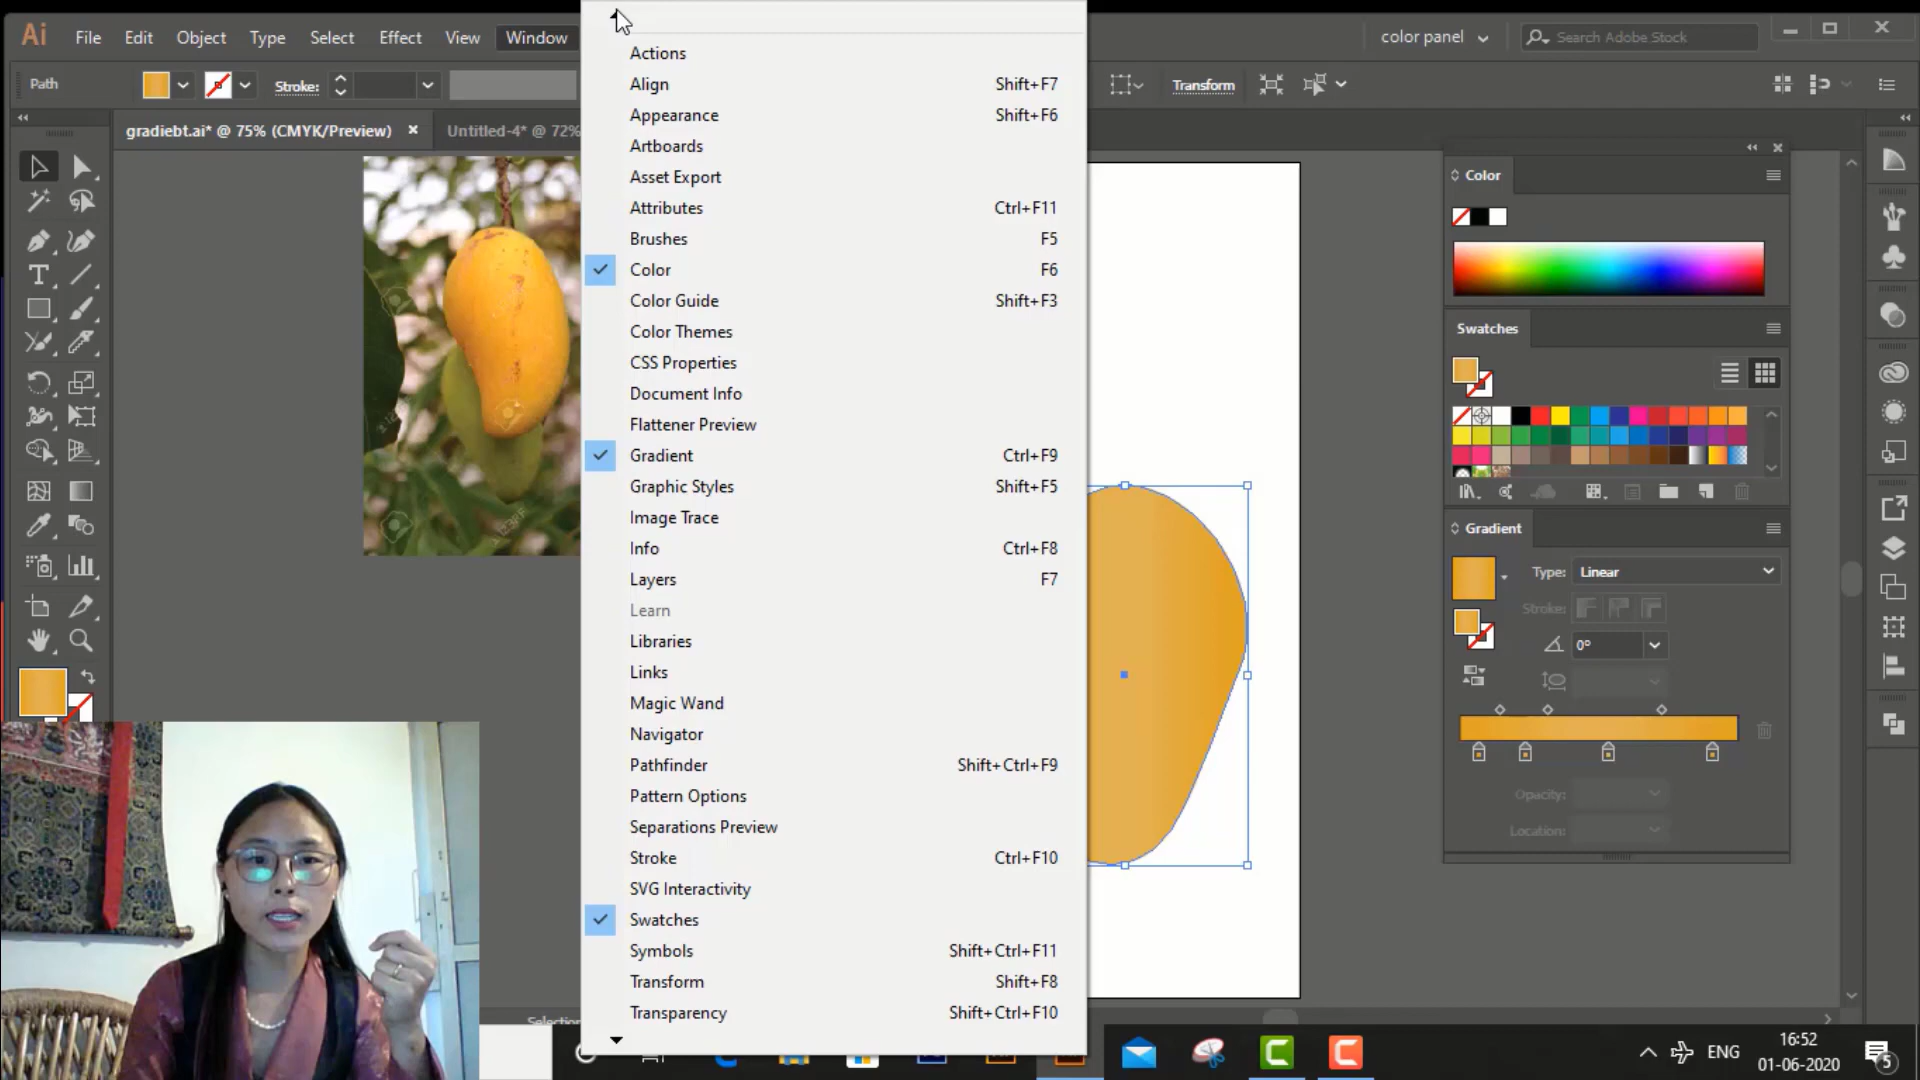 Ai File Edit Object Type Select Effect View Window color panel Search Adobe Stock
Path Stroke: Transform
gradiebt.ai* @ 75% (CMYK/Preview) × Untitled-4* @ 72%
Actions
Align Shift+F7
Appearance Shift+F6
Artboards
Asset Export
Attributes Ctrl+F11
Brushes F5
Color F6
Color Guide Shift+F3
Color Themes
CSS Properties
Document Info
Flattener Preview
Gradient Ctrl+F9
Graphic Styles Shift+F5
Image Trace
Info Ctrl+F8
Layers F7
Learn
Libraries
Links
Magic Wand
Navigator
Pathfinder Shift+Ctrl+F9
Pattern Options
Separations Preview
Stroke Ctrl+F10
SVG Interactivity
Swatches
Symbols Shift+Ctrl+F11
Transform Shift+F8
Transparency Shift+Ctrl+F10
Color
Swatches
Gradient
Type: Linear
Stroke:
0°
Opacity:
Location:
ENG
16:52
01-06-2020
5